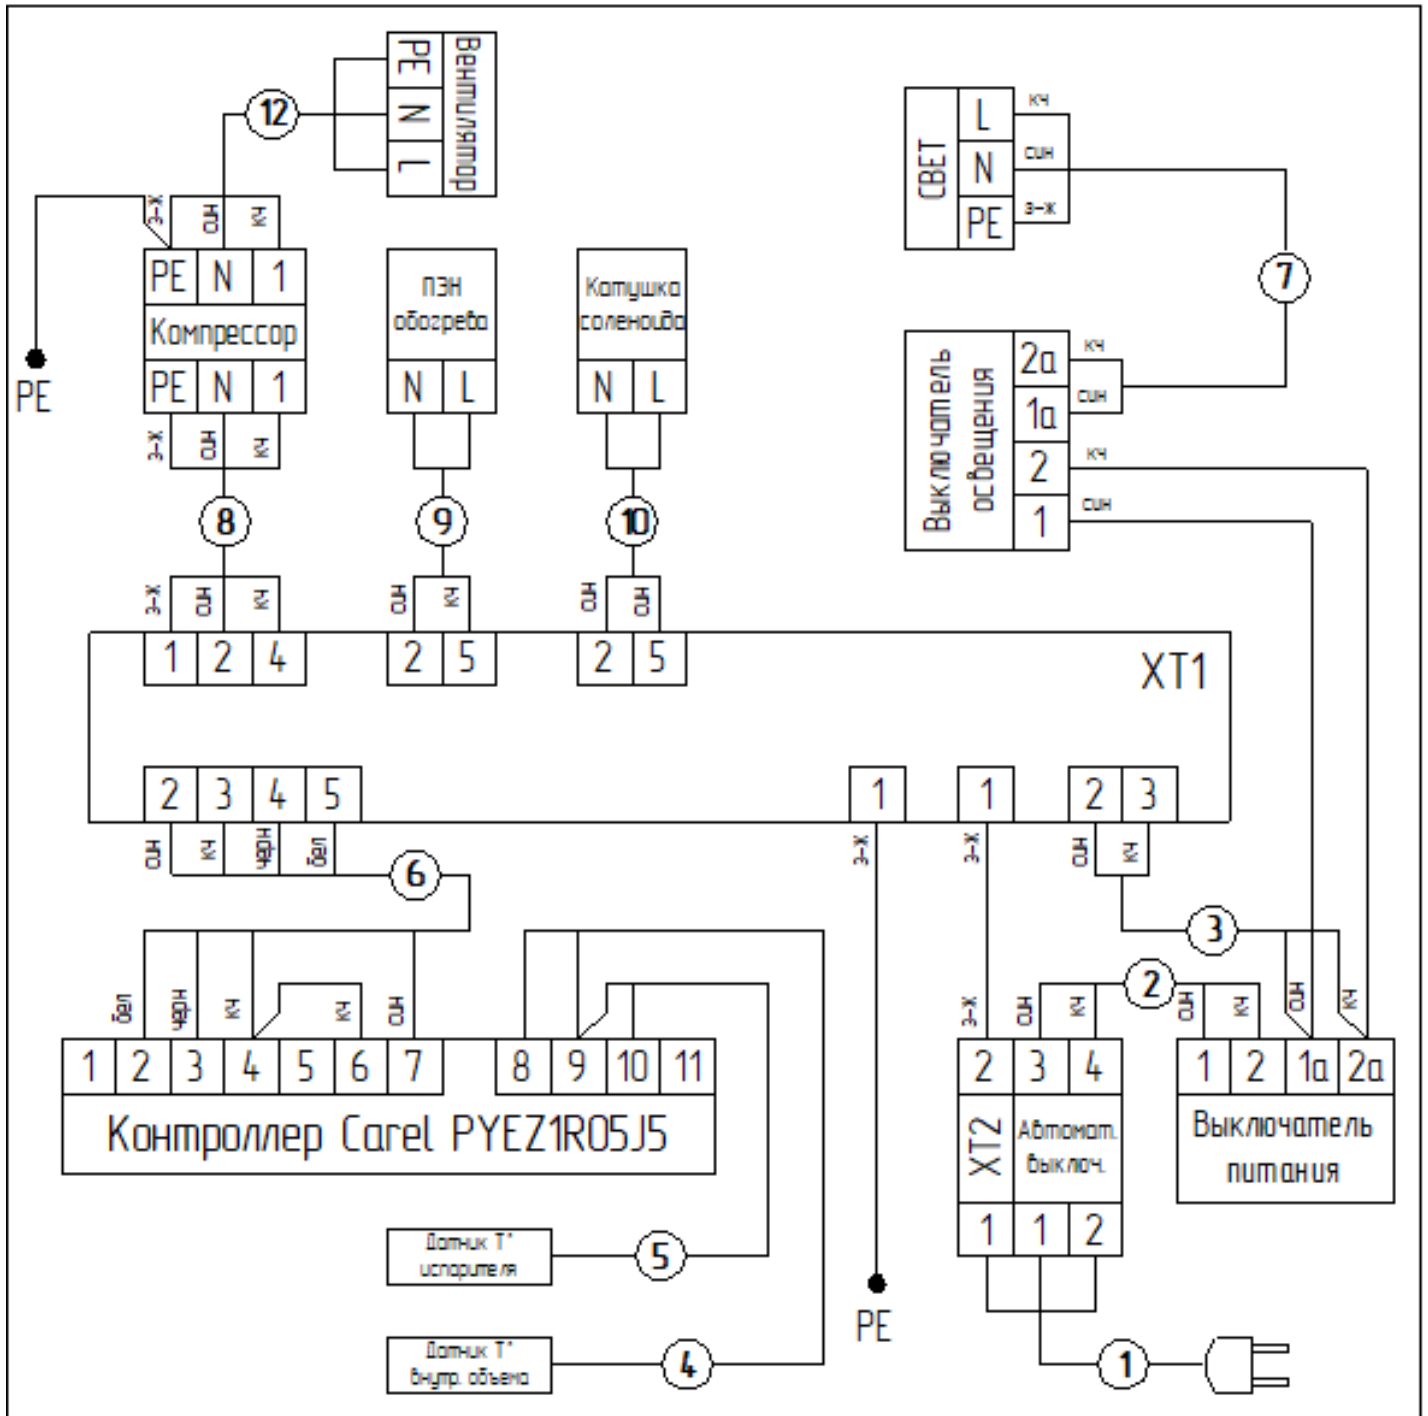 12
PE
N
L
Вентилятор
з-ж
син
кч
PE
PE N 1
Компрессор
PE N 1
з-ж
син
кч
8
з-ж
син
кч
ПЭН
обогрева
N L
9
син
кч
Катушка
соленоида
N L
10
син
син
СВЕТ
L
N
PE
кч
син
з-ж
7
Выключатель
освещения
2а
1а
2
1
кч
син
кч
син
1 2 4
2 5
2 5
XT1
2 3 4 5
1
1
2 3
син
кч
черн
бел
6
з-ж
з-ж
син
кч
3
2
бел
черн
кч
кч
син
з-ж
син
кч
син
кч
син
кч
1 2 3 4 5 6 7
8 9 10 11
Контроллер Carel PYEZ1R05J5
2 3 4
XT2
Автомат.
выключ.
1 1 2
1 2 1а 2а
Выключатель
питания
Датчик Т°
испарителя
5
Датчик Т°
внутр. объема
4
PE
1